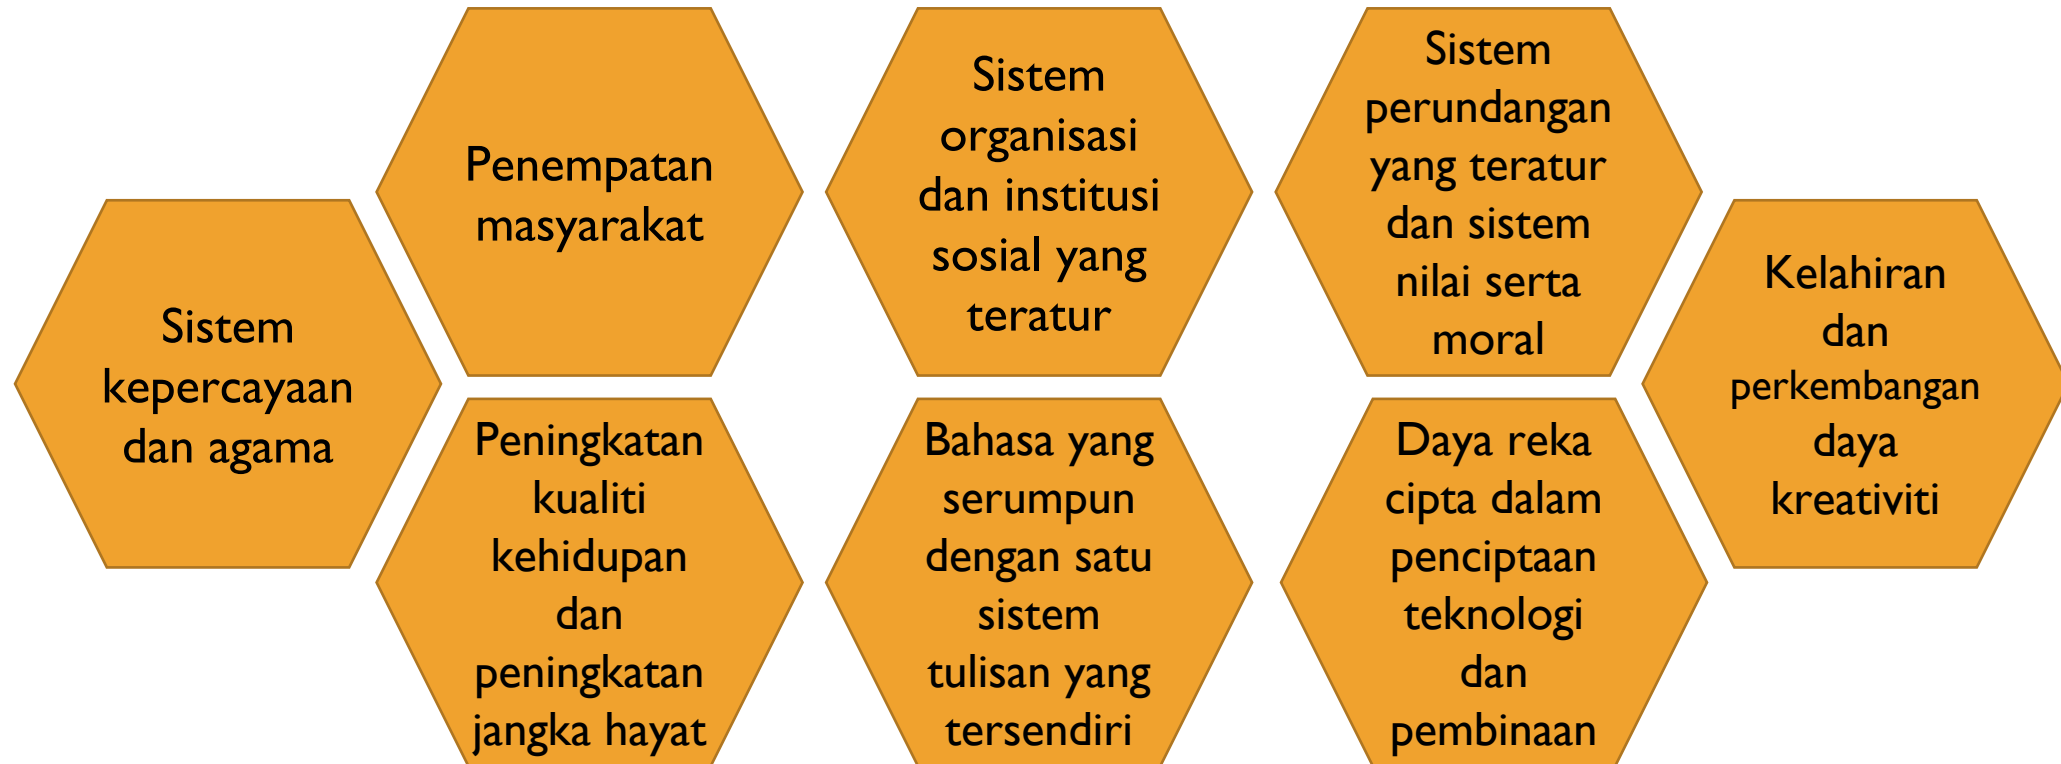 Sistem
kepercayaan
dan agama
Penempatan
masyarakat
Peningkatan
kualiti
kehidupan
dan
peningkatan
jangka hayat
Sistem
organisasi
dan institusi
sosial yang
teratur
Bahasa yang
serumpun
dengan satu
sistem
tulisan yang
tersendiri
Sistem
perundangan
yang teratur
dan sistem
nilai serta
moral
Daya reka
cipta dalam
penciptaan
teknologi
dan
pembinaan
Kelahiran
dan
perkembangan
daya
kreativiti